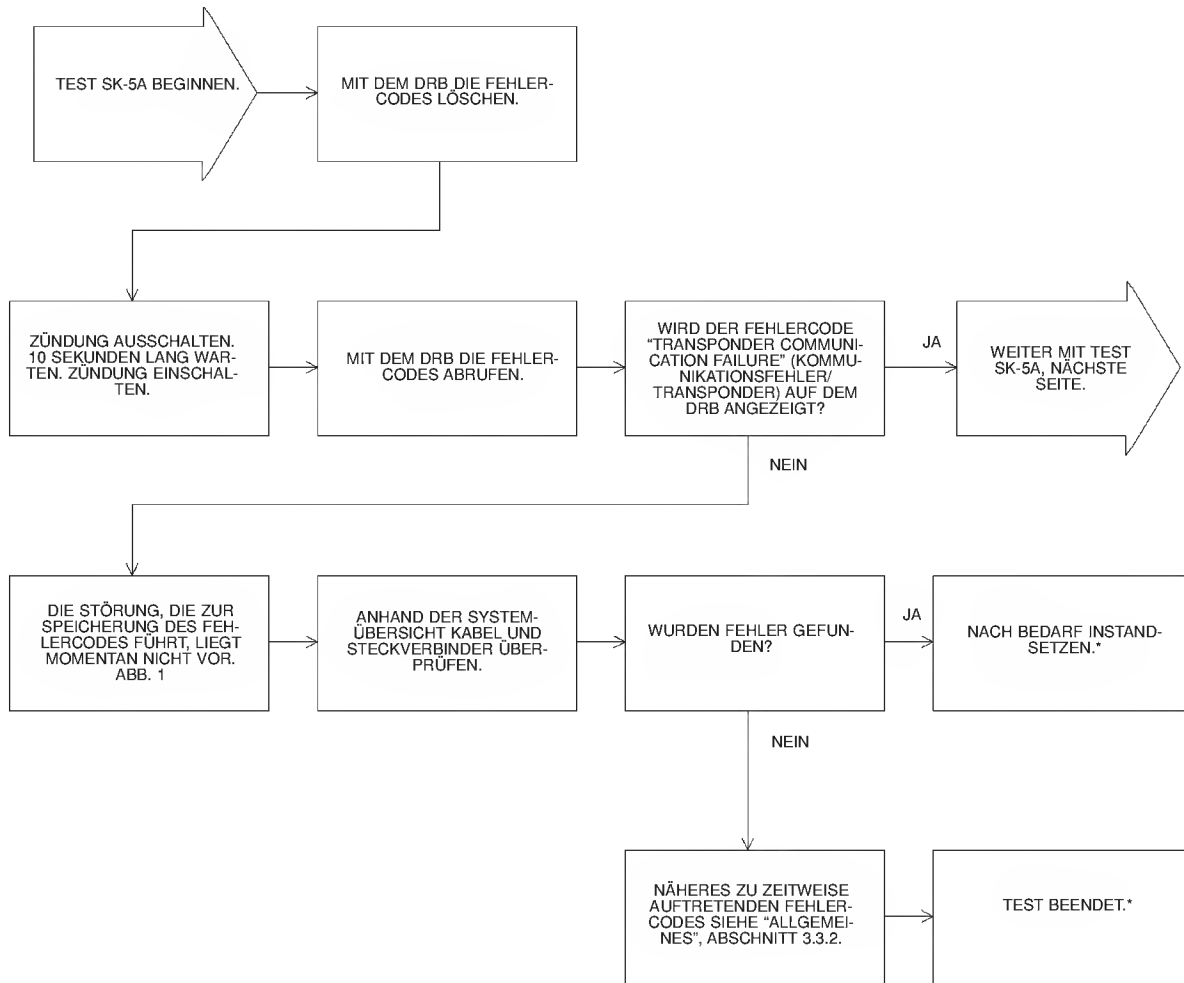 TEST SK-5A BEGINNEN.
MIT DEM DRB DIE FEHLER-
CODES LÖSCHEN.
ZÜNDUNG AUSSCHALTEN.
10 SEKUNDEN LANG WAR-
TEN. ZÜNDUNG EINSCHAL-
TEN.
MIT DEM DRB DIE FEHLER-
CODES ABRUFEN.
WIRD DER FEHLERCODE
“TRANSPONDER COMMUNI-
CATION FAILURE” (KOMMU-
NIKATIONSFEHLER/
TRANSPONDER) AUF DEM
DRB ANGEZEIGT?
JA
WEITER MIT TEST
SK-5A, NÄCHSTE
SEITE.
NEIN
DIE STÖRUNG, DIE ZUR
SPEICHERUNG DES FEH-
LERCODES FÜHRT, LIEGT
MOMENTAN NICHT VOR.
ABB. 1
ANHAND DER SYSTEM-
ÜBERSICHT KABEL UND
STECKVERBINDER ÜBER-
PRÜFEN.
WURDEN FEHLER GEFUN-
DEN?
JA
NACH BEDARF INSTAND-
SETZEN.*
NEIN
NÄHERES ZU ZEITWEISE
AUFTRETENDEN FEHLER-
CODES SIEHE “ALLGEMEI-
NES”, ABSCHNITT 3.3.2.
TEST BEENDET.*